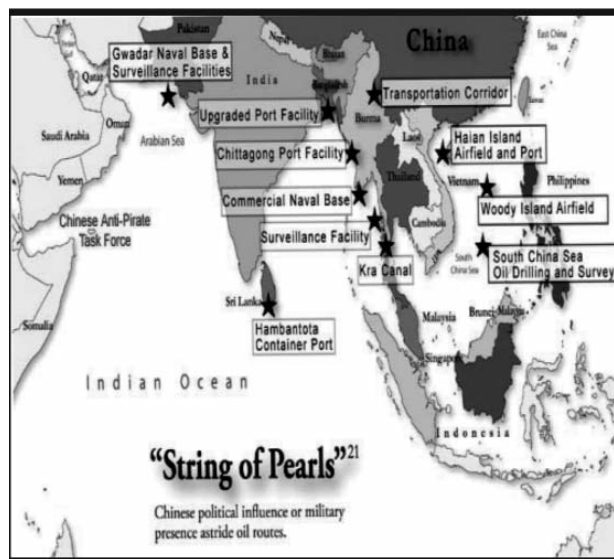 Pakistan
Nepal
Bhutan
China
East China
Sea
Gwadar Naval Base &
Surveillance Facilities
India
Bangladesh
Qatar
Oman
Transportation Corridor
Upgraded Port Facility
Burma
Saudi Arabia
Arabian Sea
Laos
Haian Island
Airfield and Port
Chittagong Port Facility
Yemen
Thailand
Vietnam
Philippines
Commercial Naval Base
Woody Island Airfield
Chinese Anti-Pirate
Task Force
Cambodia
Surveillance Facility
South China Sea
Oil Drilling and Survey
Kra Canal
South
China Sea
Sri Lanka
Somalia
Hambantota
Container Port
Malaysia
Brunei
Malaysia
Singapore
Indian Ocean
Indonesia
“String of Pearls”21
Chinese political influence or military
presence astride oil routes.